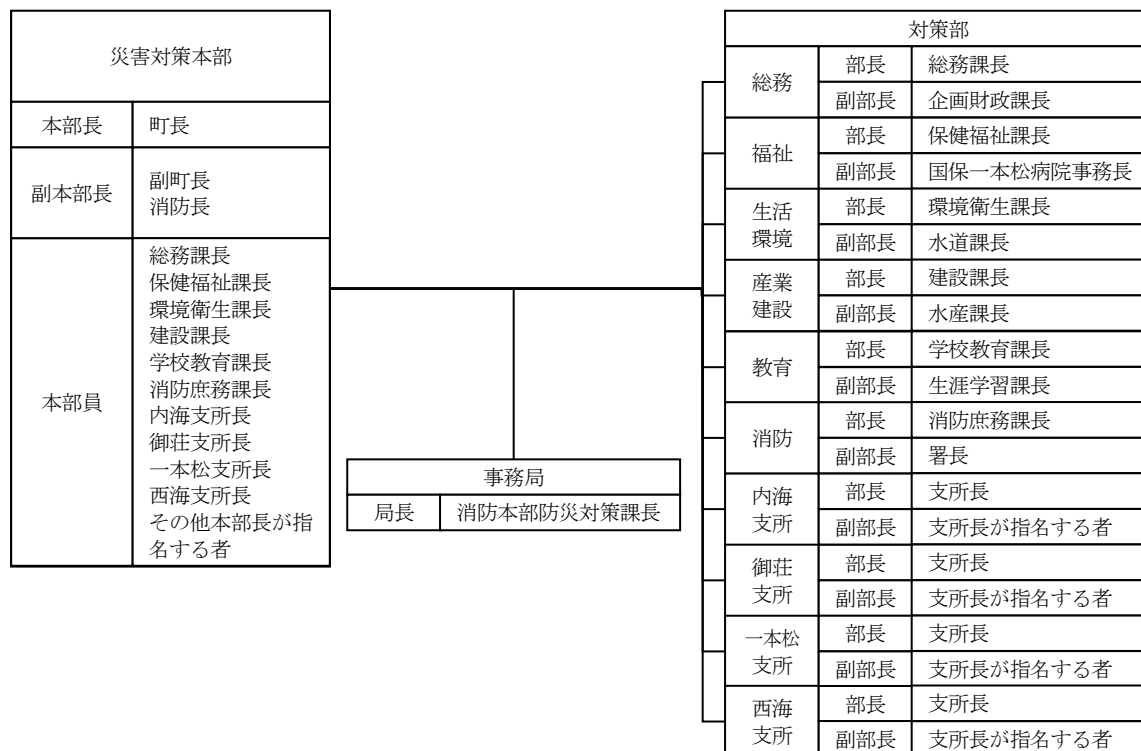 災害対策本部
本部長 町長
副本部長 副町長
消防長
本部員 総務課長
保健福祉課長
環境衛生課長
建設課長
学校教育課長
消防庶務課長
内海支所長
御荘支所長
一本松支所長
西海支所長
その他本部長が指
名する者
事務局
局長 消防本部防災対策課長
対策部
総務 部長 総務課長
副部長 企画財政課長
福祉 部長 保健福祉課長
副部長 国保一本松病院事務長
生活
環境 部長 環境衛生課長
副部長 水道課長
産業
建設 部長 建設課長
副部長 水産課長
教育 部長 学校教育課長
副部長 生涯学習課長
消防 部長 消防庶務課長
副部長 署長
内海
支所 部長 支所長
副部長 支所長が指名する者
御荘
支所 部長 支所長
副部長 支所長が指名する者
一本松
支所 部長 支所長
副部長 支所長が指名する者
西海
支所 部長 支所長
副部長 支所長が指名する者